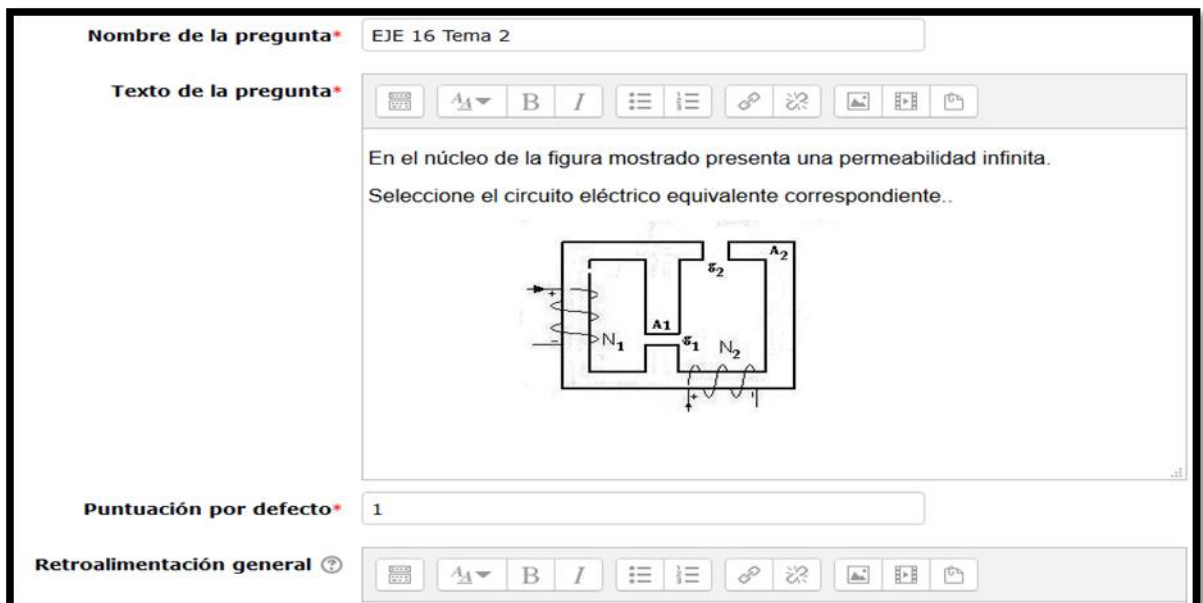 Nombre de la pregunta* EJE 16 Tema 2
Texto de la pregunta*
B I
En el núcleo de la figura mostrado presenta una permeabilidad infinita.
Seleccione el circuito eléctrico equivalente correspondiente..
A₂
g₂
+
A1
- N₁ g₁ N₂
+ -
Puntuación por defecto* 1
Retroalimentación general ?
B I